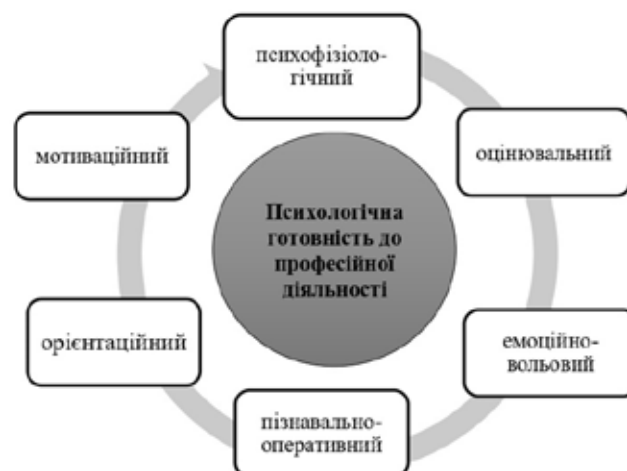 психофізіоло-
гічний
оцінювальний
емоційно-
вольовий
пізнавально-
оперативний
орієнтаційний
мотиваційний
Психологічна
готовність до
професійної
діяльності